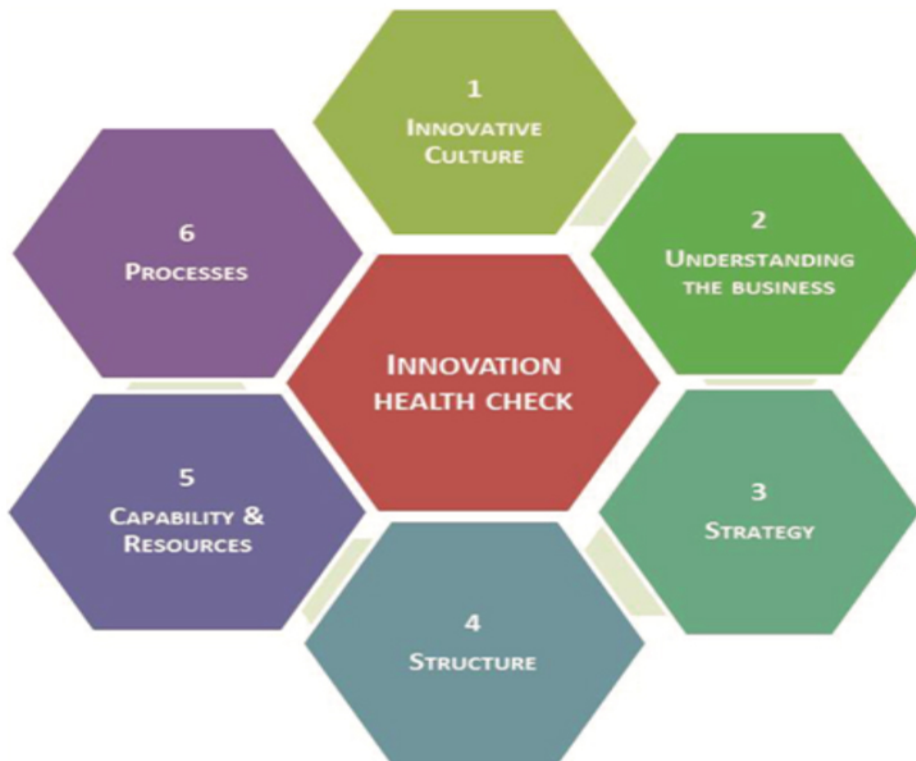 1
INNOVATIVE
CULTURE
2
UNDERSTANDING
THE BUSINESS
3
STRATEGY
4
STRUCTURE
5
CAPABILITY &
RESOURCES
6
PROCESSES
INNOVATION
HEALTH CHECK